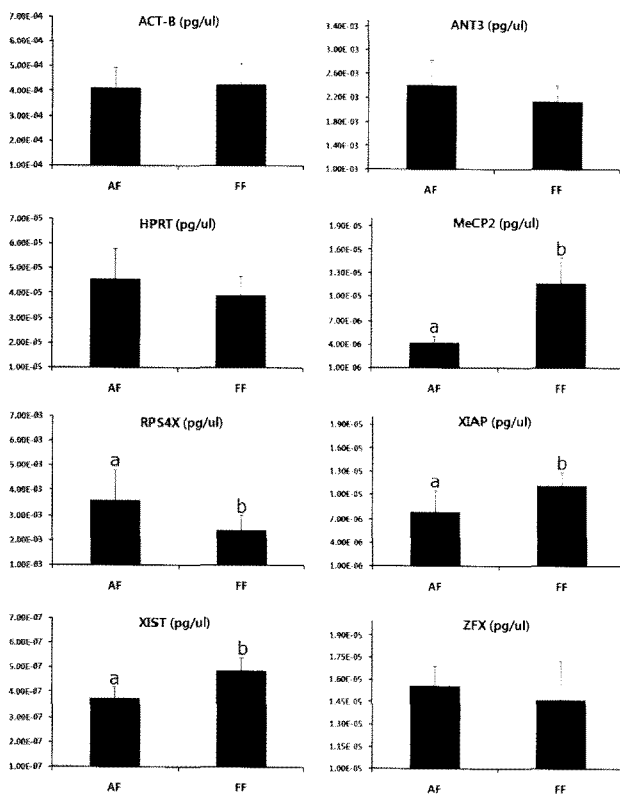 ACT-B (pg/ul)
7.00E-04
6.00E-04
5.00E-04
4.00E-04
3.00E-04
2.00E-04
1.00E-04
AF FF
ANT3 (pg/ul)
3.40E-03
2.80E-03
2.20E-03
1.60E-03
1.00E-03
AF FF
HPRT (pg/ul)
7.00E-05
6.00E-05
5.00E-05
4.00E-05
3.00E-05
2.00E-05
1.00E-05
AF FF
MeCP2 (pg/ul)
1.90E-05
1.60E-05
1.30E-05
1.00E-05
7.00E-06
4.00E-06
1.00E-06
a
b
AF FF
RPS4X (pg/ul)
7.00E-03
6.00E-03
5.00E-03
4.00E-03
3.00E-03
2.00E-03
1.00E-03
a
b
AF FF
XIAP (pg/ul)
1.90E-05
1.60E-05
1.30E-05
1.00E-05
7.00E-06
4.00E-06
1.00E-06
a
b
AF FF
XIST (pg/ul)
7.00E-07
6.00E-07
5.00E-07
4.00E-07
3.00E-07
2.00E-07
1.00E-07
a
b
AF FF
ZFX (pg/ul)
1.90E-05
1.75E-05
1.60E-05
1.45E-05
1.30E-05
1.15E-05
1.00E-05
AF FF